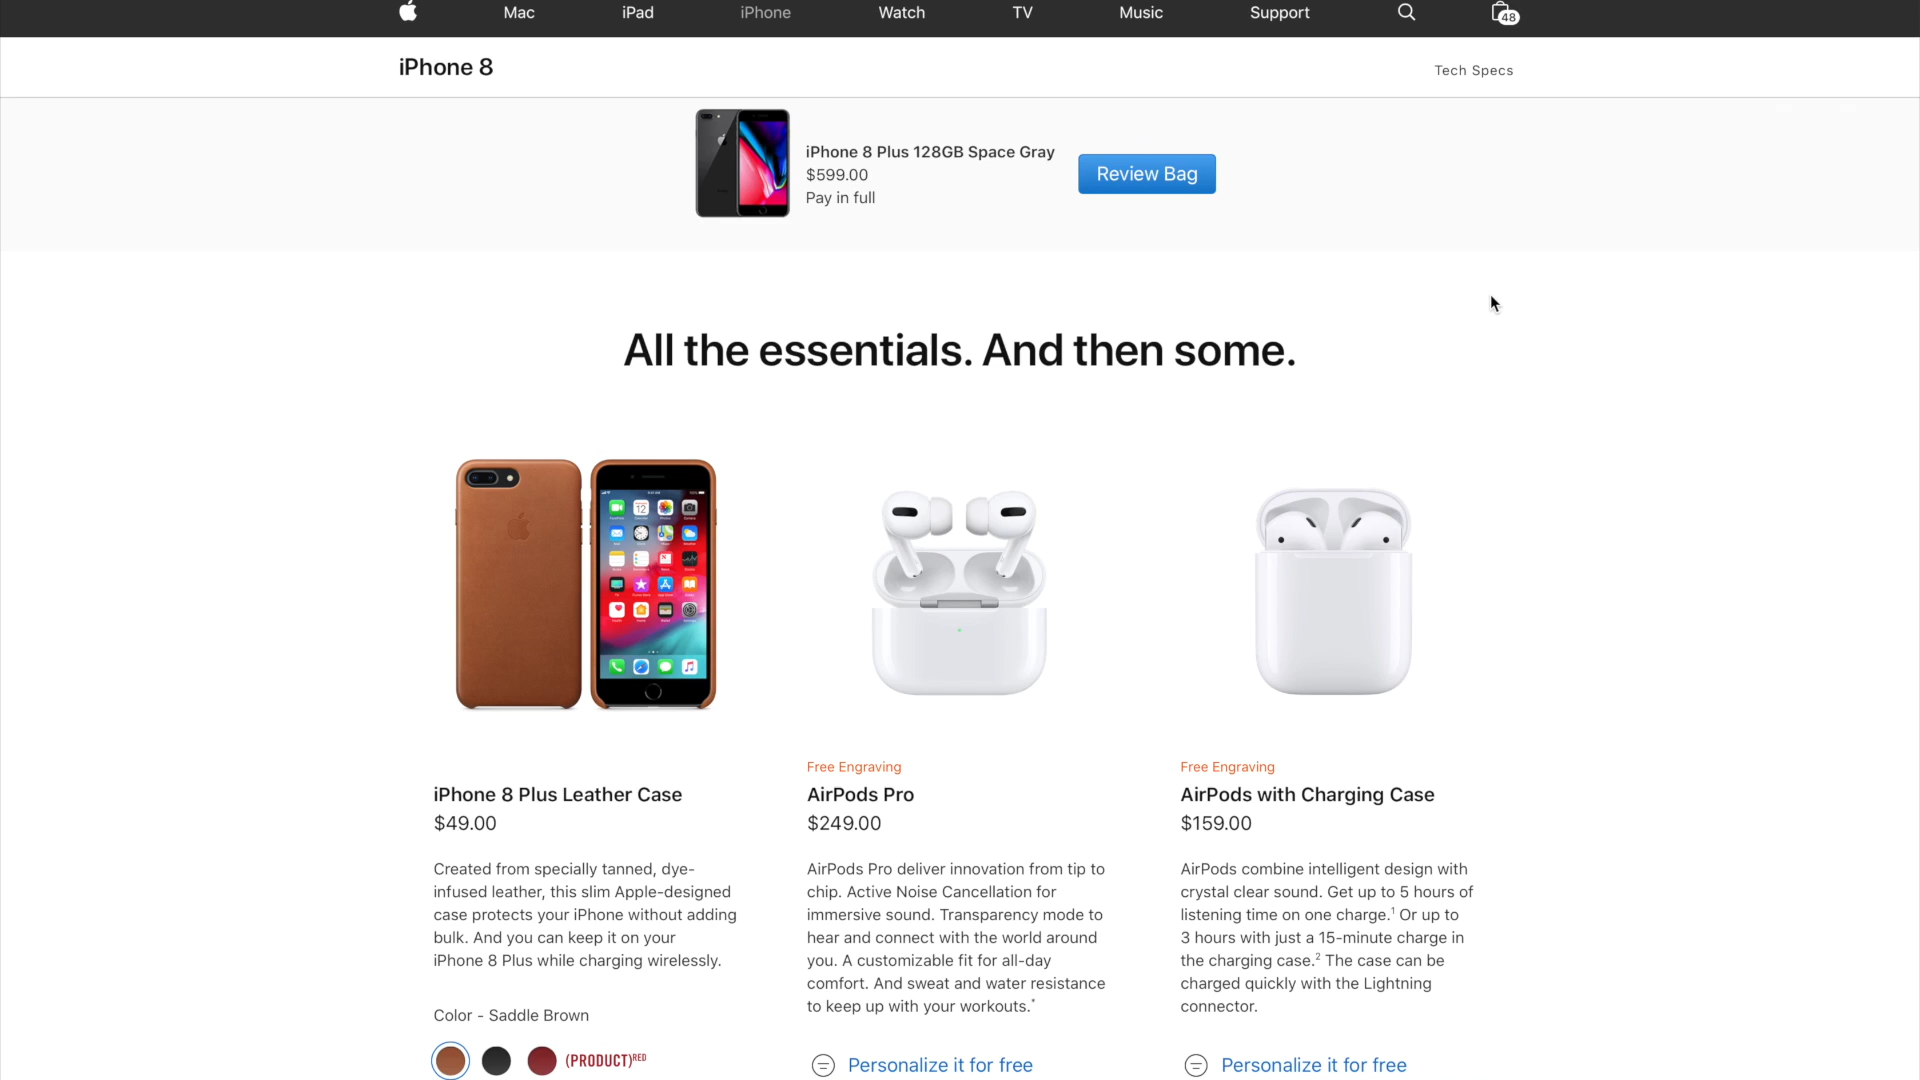 Mac iPad iPhone Watch TV Music Support 48
iPhone 8
Tech Specs
iPhone 8 Plus 128GB Space Gray
$599.00
Pay in full
Review Bag
All the essentials. And then some.
iPhone 8 Plus Leather Case
$49.00
Created from specially tanned, dye-
infused leather, this slim Apple-designed
case protects your iPhone without adding
bulk. And you can keep it on your
iPhone 8 Plus while charging wirelessly.
Color - Saddle Brown
(PRODUCT)RED
Free Engraving
AirPods Pro
$249.00
AirPods Pro deliver innovation from tip to
chip. Active Noise Cancellation for
immersive sound. Transparency mode to
hear and connect with the world around
you. A customizable fit for all-day
comfort. And sweat and water resistance
to keep up with your workouts.*
Personalize it for free
Free Engraving
AirPods with Charging Case
$159.00
AirPods combine intelligent design with
crystal clear sound. Get up to 5 hours of
listening time on one charge.1 Or up to
3 hours with just a 15-minute charge in
the charging case.2 The case can be
charged quickly with the Lightning
connector.
Personalize it for free